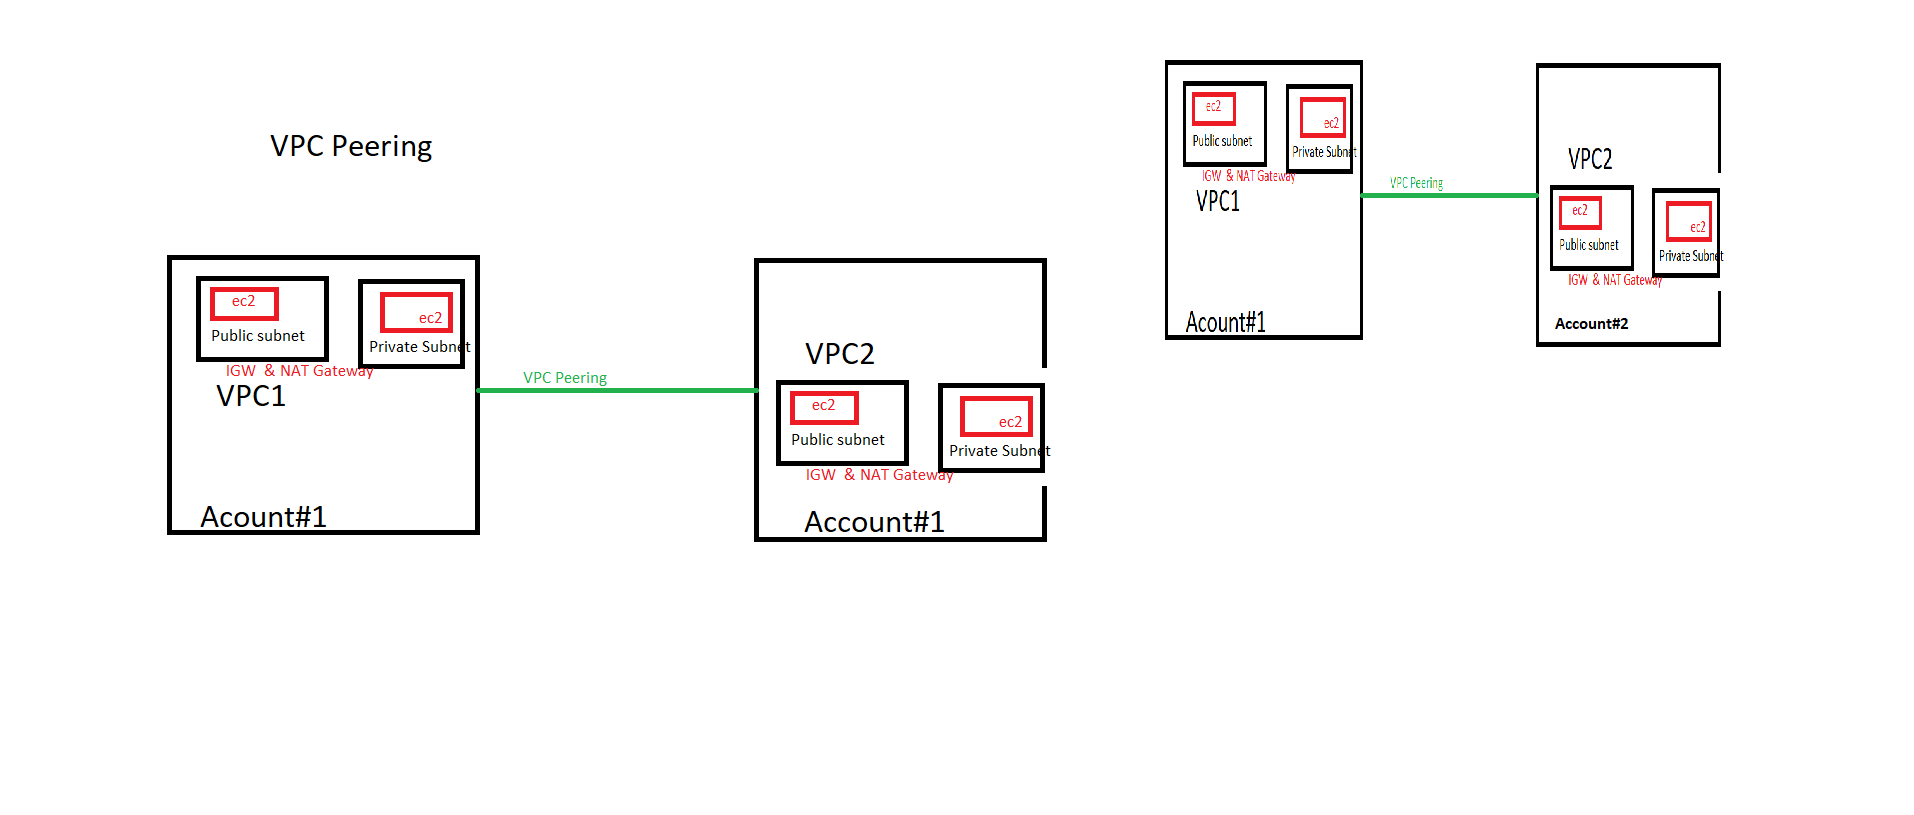 VPC Peering
ec2
Public subnet
ec2
Private Subnet
IGW & NAT Gateway
VPC1
Acount#1
VPC Peering
VPC2
ec2
Public subnet
ec2
Private Subnet
IGW & NAT Gateway
Account#1
ec2
Public subnet
ec2
Private Subnet
IGW & NAT Gateway
VPC1
Acount#1
VPC Peering
VPC2
ec2
Public subnet
ec2
Private Subnet
IGW & NAT Gateway
Account#2